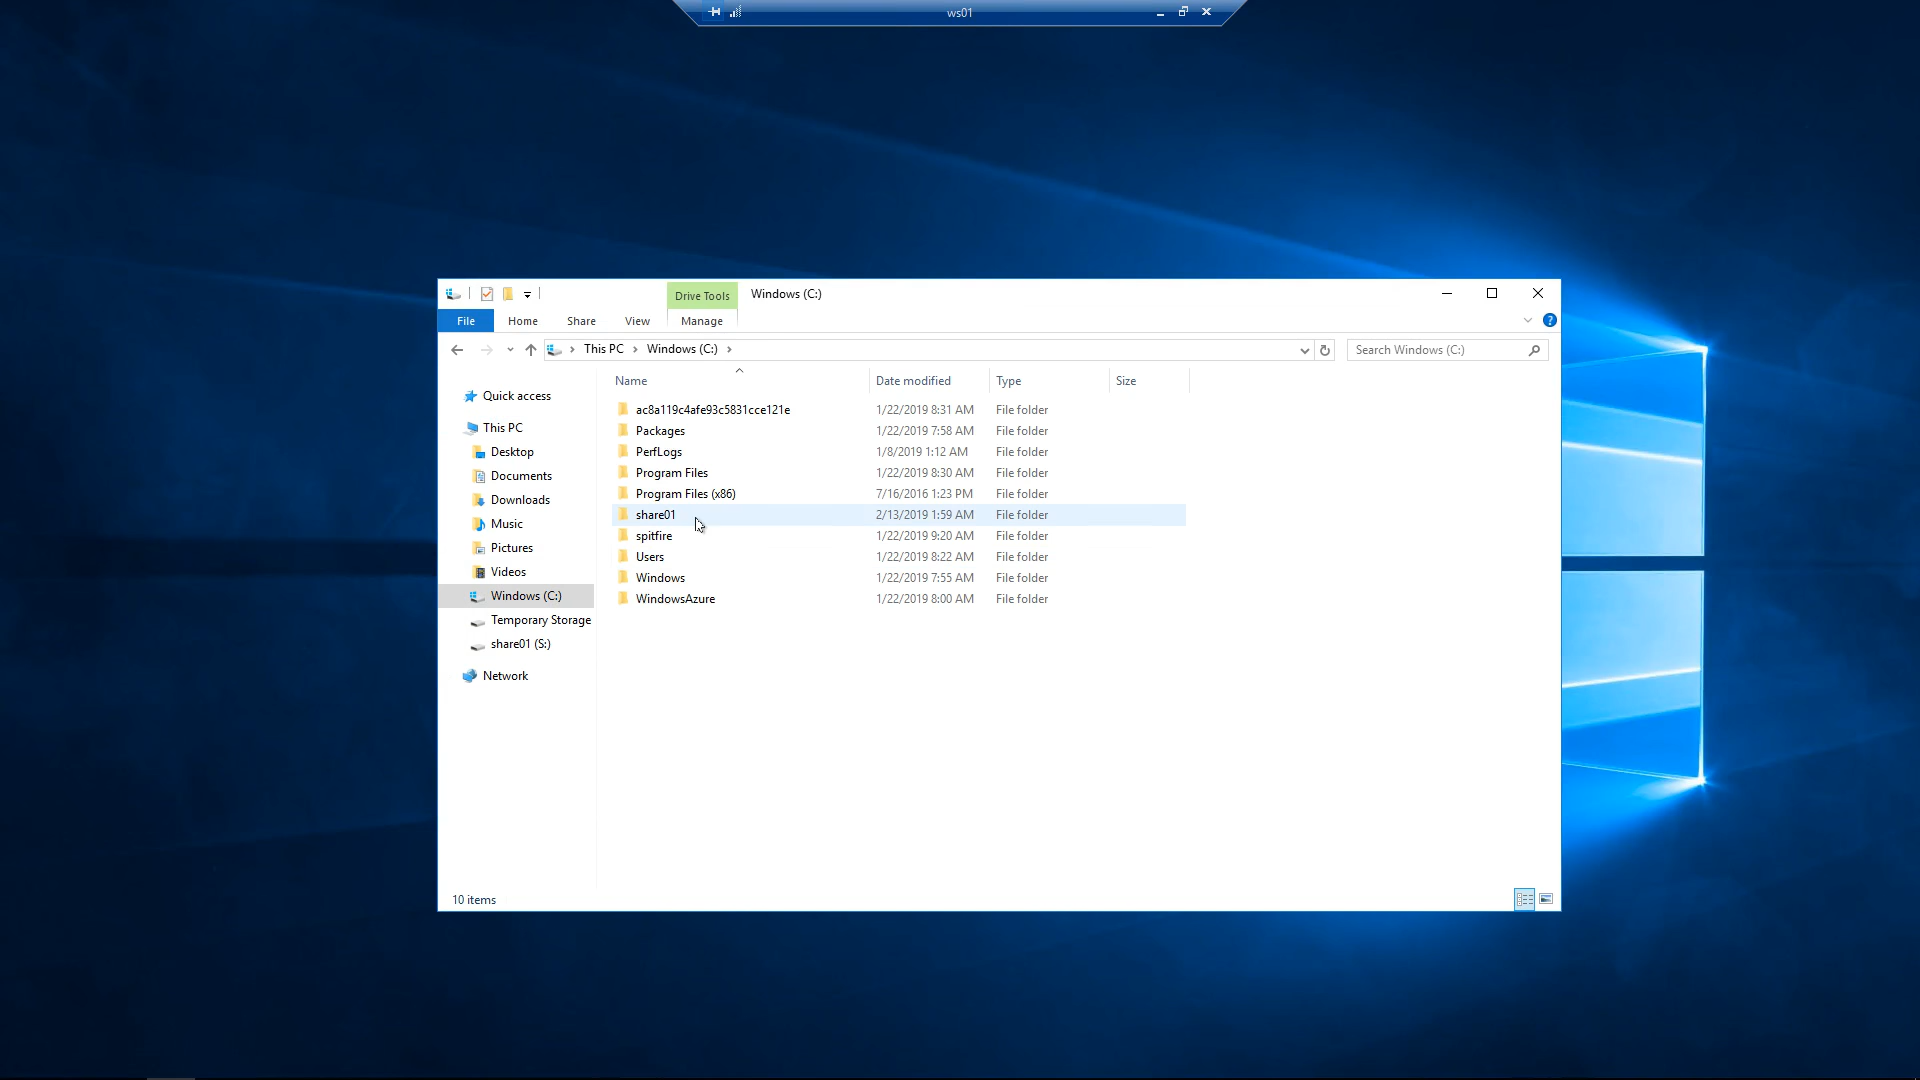 ws01
Drive Tools
Windows (C:)
File
Home
Share
View
Manage
This PC
Windows (C:)
Search Windows (C:)
Name
Date modified
Type
Size
Quick access
This PC
Desktop
Documents
Downloads
Music
Pictures
Videos
Windows (C:)
Temporary Storage
share01 (S:)
Network
ac8a119c4afe93c5831cce121e 1/22/2019 8:31 AM File folder
Packages 1/22/2019 7:58 AM File folder
PerfLogs 1/8/2019 1:12 AM File folder
Program Files 1/22/2019 8:30 AM File folder
Program Files (x86) 7/16/2016 1:23 PM File folder
share01 2/13/2019 1:59 AM File folder
spitfire 1/22/2019 9:20 AM File folder
Users 1/22/2019 8:22 AM File folder
Windows 1/22/2019 7:55 AM File folder
WindowsAzure 1/22/2019 8:00 AM File folder
10 items